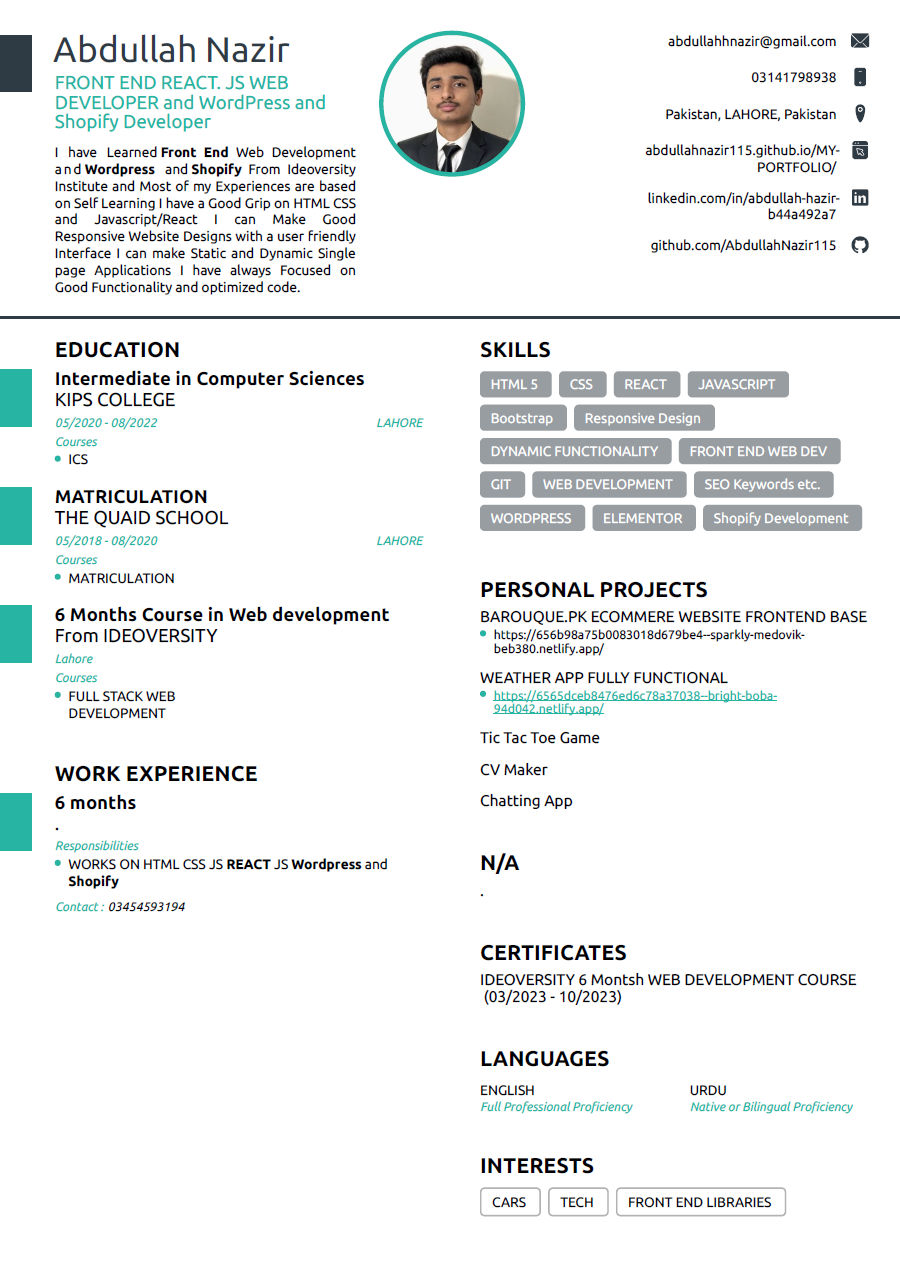 Abdullah Nazir
FRONT END REACT. JS WEB
DEVELOPER and WordPress and
Shopify Developer
I have Learned Front End Web Development
and Wordpress and Shopify From Ideoversity
Institute and Most of my Experiences are based
on Self Learning I have a Good Grip on HTML CSS
and Javascript/React I can Make Good
Responsive Website Designs with a user friendly
Interface I can make Static and Dynamic Single
page Applications I have always Focused on
Good Functionality and optimized code.
abdullahhnazir@gmail.com
03141798938
Pakistan, LAHORE, Pakistan
abdullahnazir115.github.io/MY-
PORTFOLIO/
linkedin.com/in/abdullah-hazir-
b44a492a7
github.com/AbdullahNazir115
EDUCATION
Intermediate in Computer Sciences
KIPS COLLEGE
05/2020 - 08/2022 LAHORE
Courses
ICS
MATRICULATION
THE QUAID SCHOOL
05/2018 - 08/2020 LAHORE
Courses
MATRICULATION
6 Months Course in Web development
From IDEOVERSITY
Lahore
Courses
FULL STACK WEB
DEVELOPMENT
WORK EXPERIENCE
6 months
.
Responsibilities
WORKS ON HTML CSS JS REACT JS Wordpress and
Shopify
Contact : 03454593194
SKILLS
HTML 5 CSS REACT JAVASCRIPT
Bootstrap Responsive Design
DYNAMIC FUNCTIONALITY FRONT END WEB DEV
GIT WEB DEVELOPMENT SEO Keywords etc.
WORDPRESS ELEMENTOR Shopify Development
PERSONAL PROJECTS
BAROUQUE.PK ECOMMERE WEBSITE FRONTEND BASE
https://656b98a75b0083018d679be4--sparkly-medovik-
beb380.netlify.app/
WEATHER APP FULLY FUNCTIONAL
https://6565dceb8476ed6c78a37038--bright-boba-
94d042.netlify.app/
Tic Tac Toe Game
CV Maker
Chatting App
N/A
.
CERTIFICATES
IDEOVERSITY 6 Montsh WEB DEVELOPMENT COURSE
(03/2023 - 10/2023)
LANGUAGES
ENGLISH URDU
Full Professional Proficiency Native or Bilingual Proficiency
INTERESTS
CARS TECH FRONT END LIBRARIES